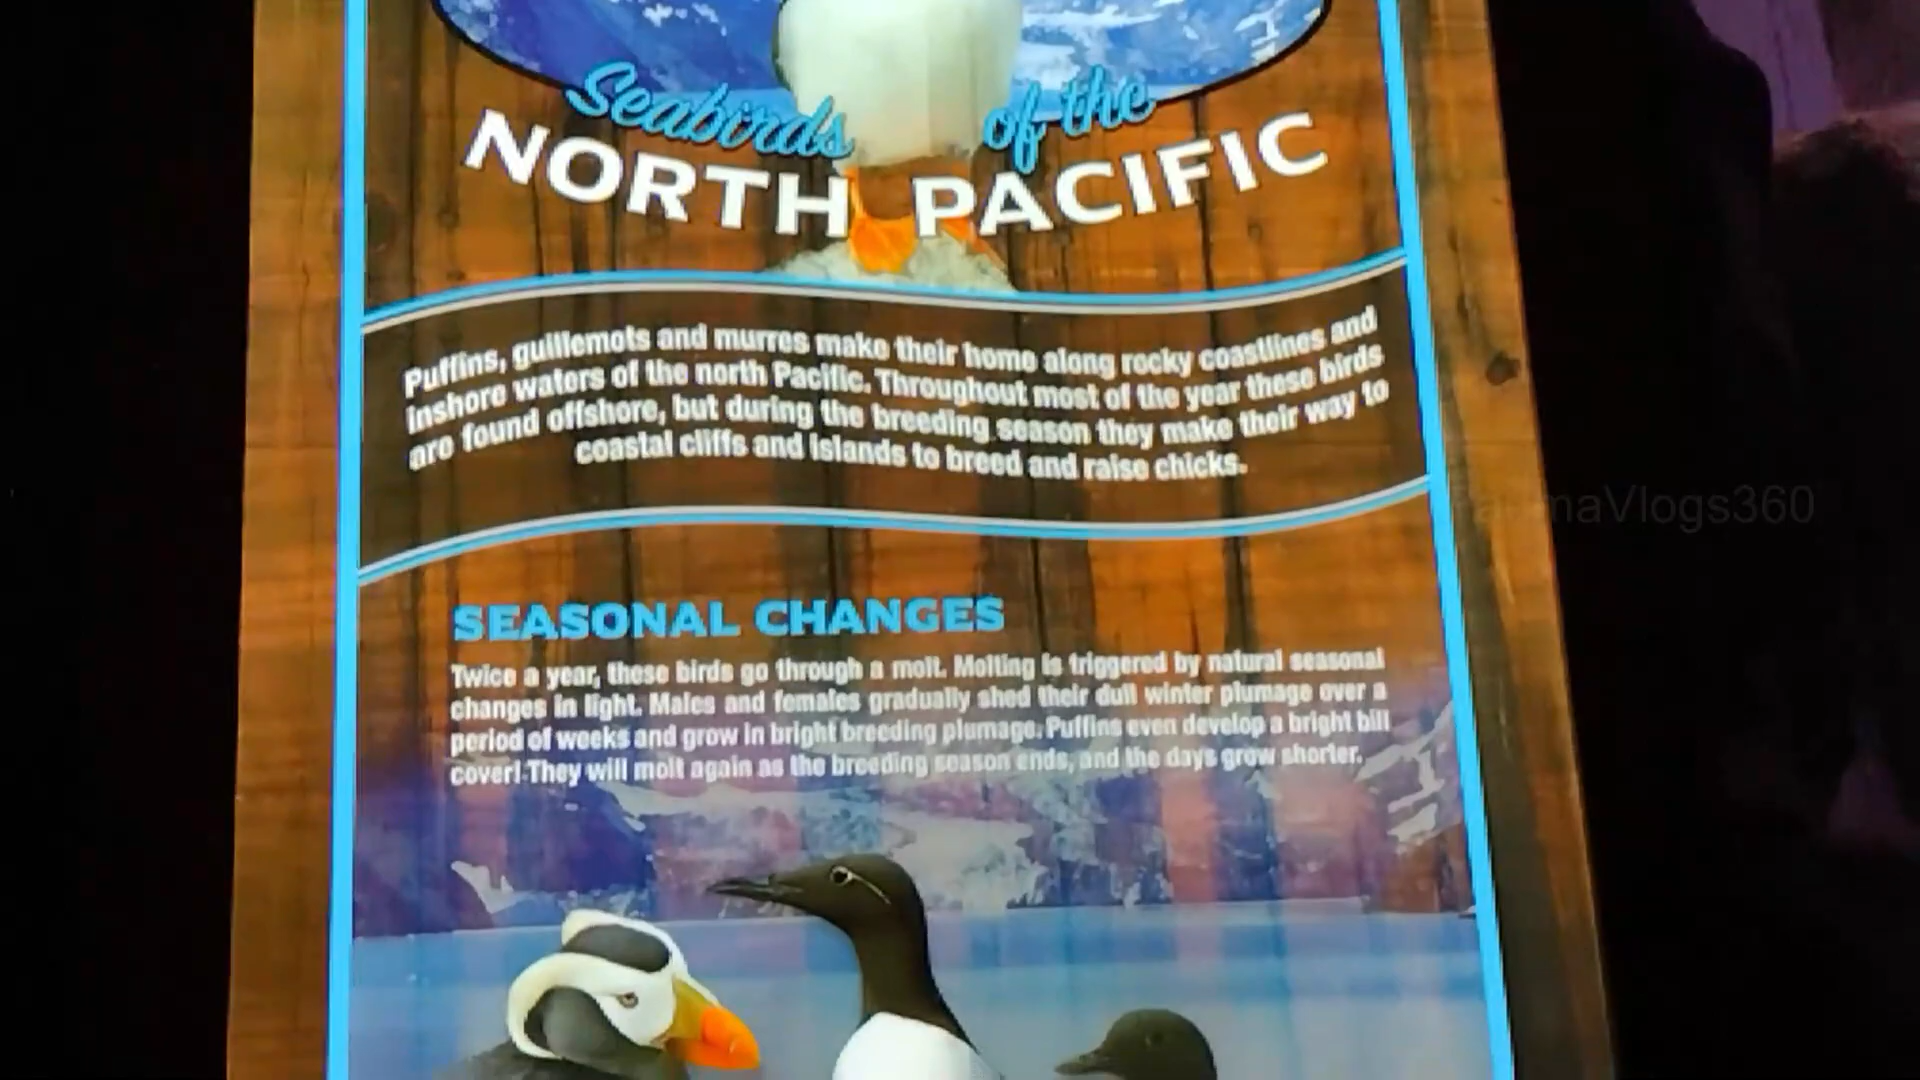 Seabirds of the
NORTH PACIFIC
Puffins, guillemots and murres make their home along rocky coastlines and
inshore waters of the north Pacific. Throughout most of the year these birds
are found offshore, but during the breeding season they make their way to
coastal cliffs and islands to breed and raise chicks.
SEASONAL CHANGES
Twice a year, these birds go through a molt. Molting is triggered by natural seasonal
changes in light. Males and females gradually shed their dull winter plumage over a
period of weeks and grow in bright breeding plumage. Puffins even develop a bright bill
cover! They will molt again as the breeding season ends, and the days grow shorter.